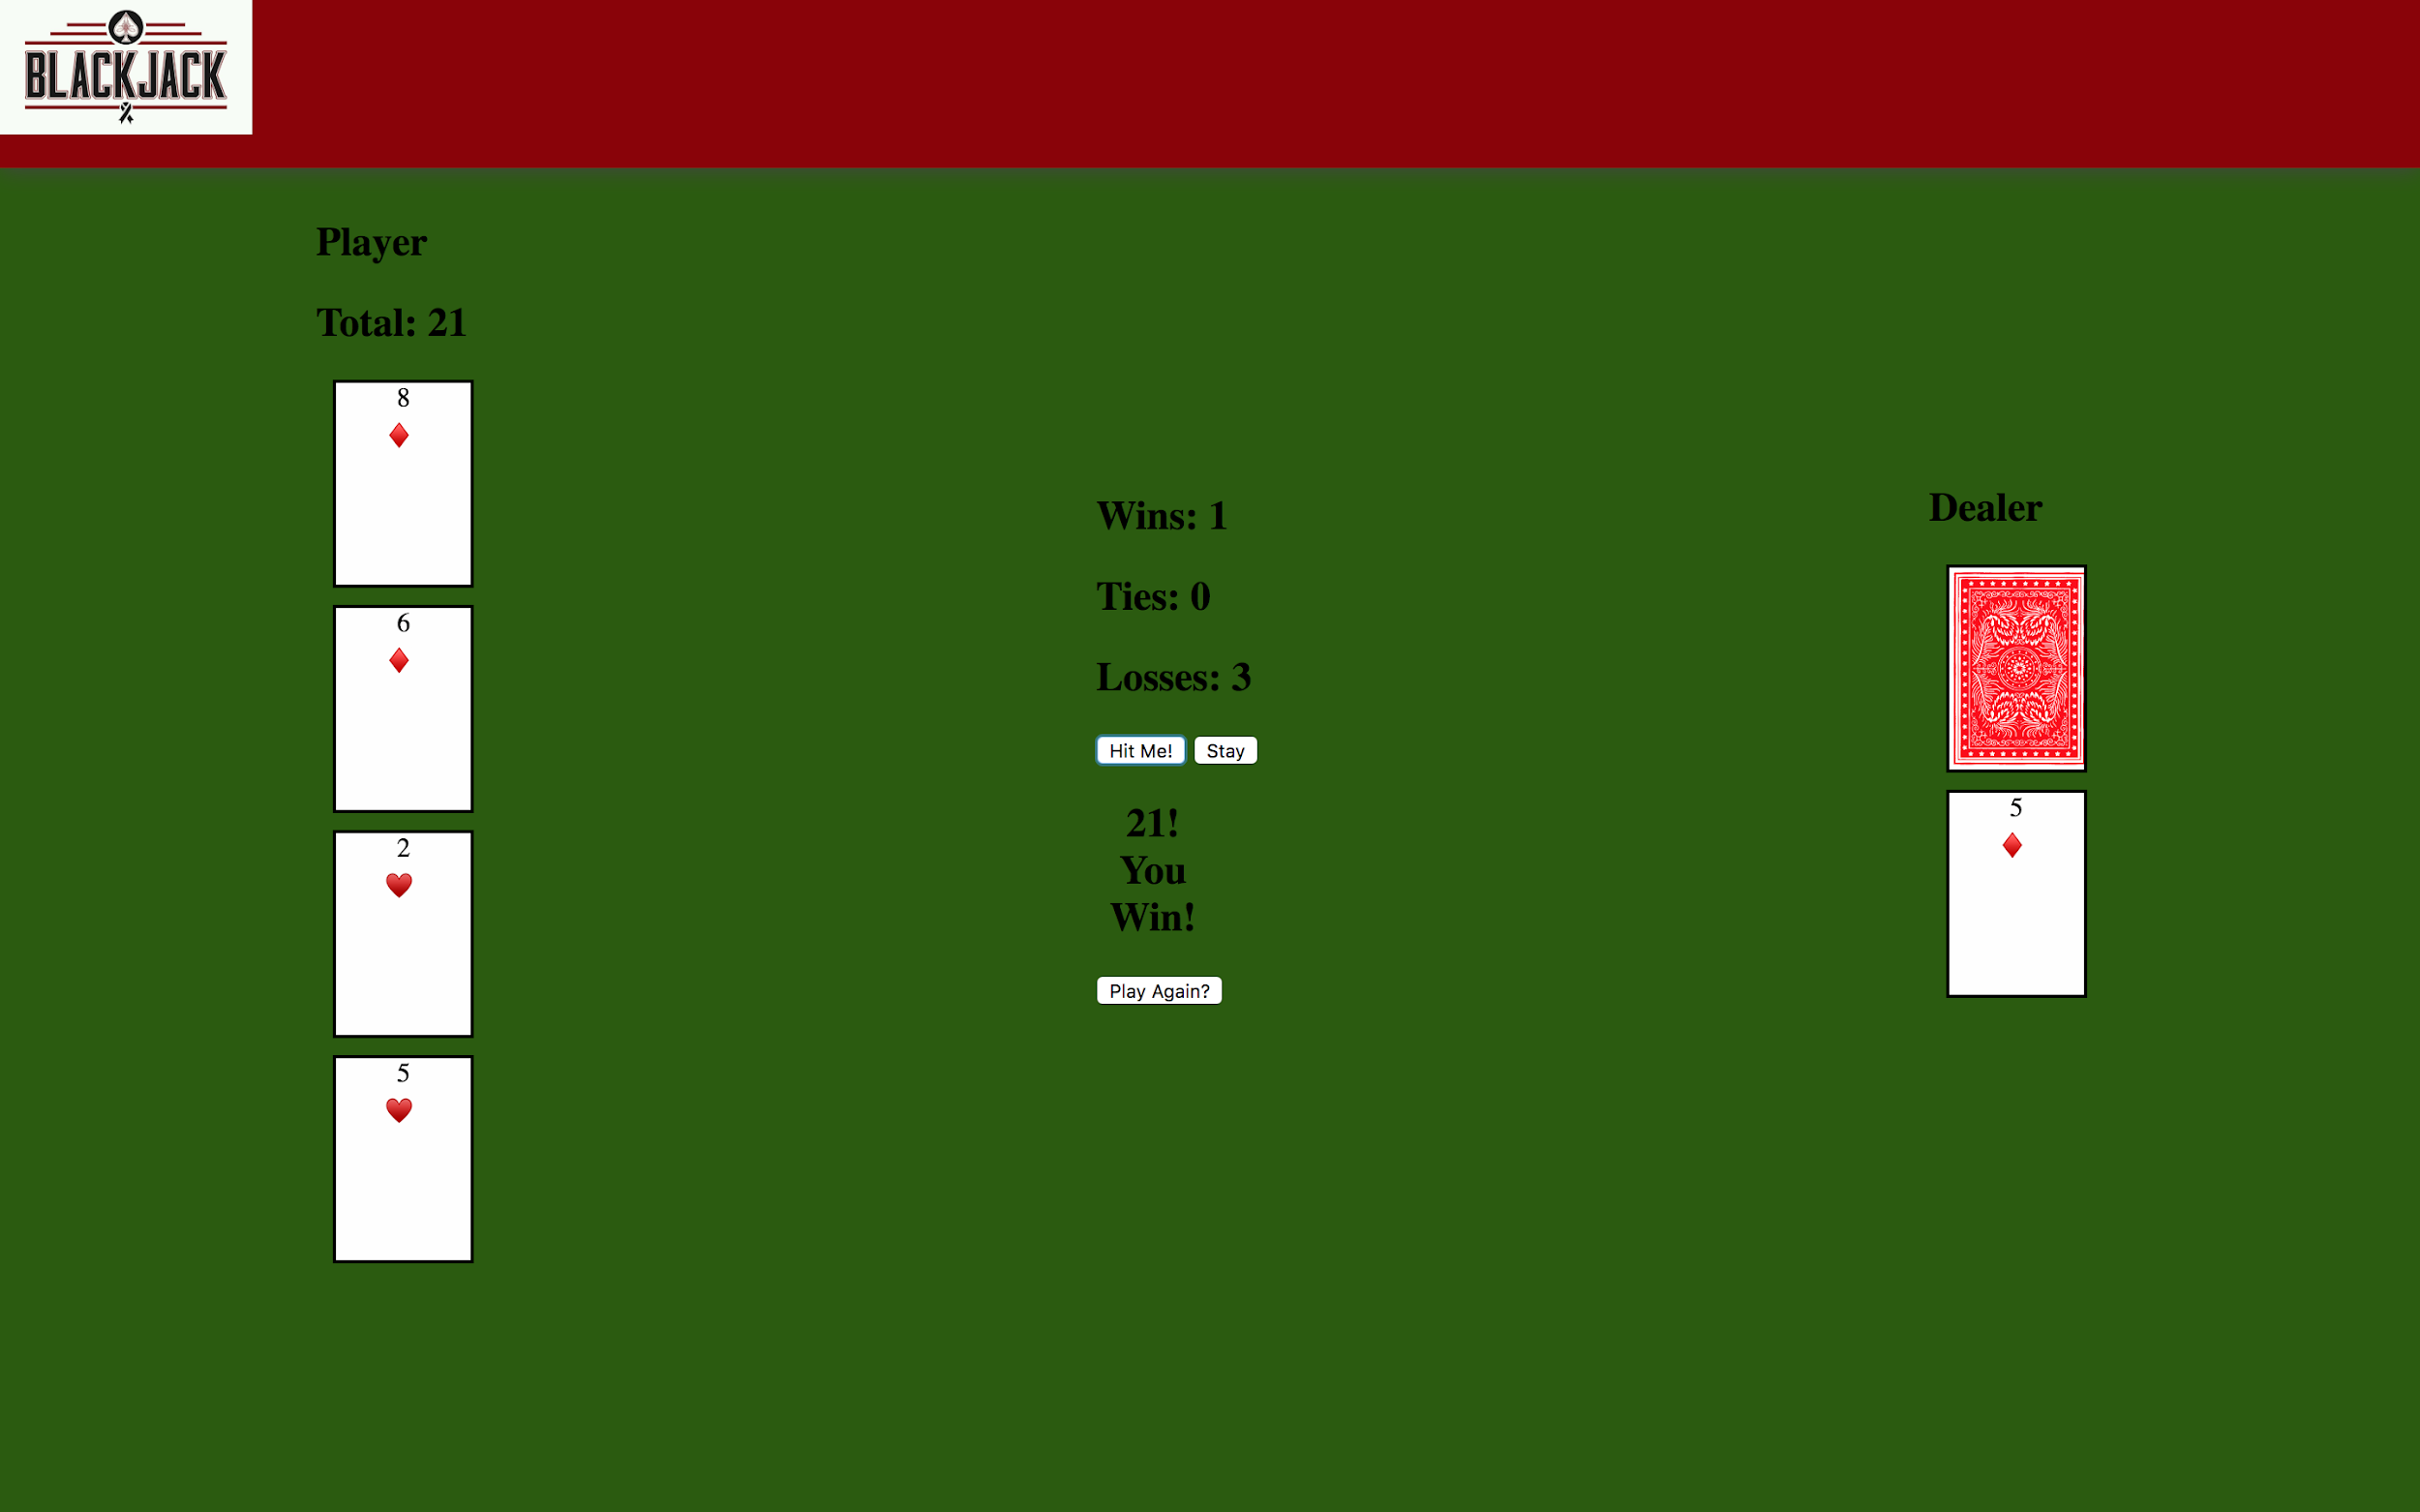 BLACKJACK
Player
Total: 21
8
6
2
5
Wins: 1
Ties: 0
Losses: 3
Hit Me! Stay
21!
You
Win!
Play Again?
Dealer
5